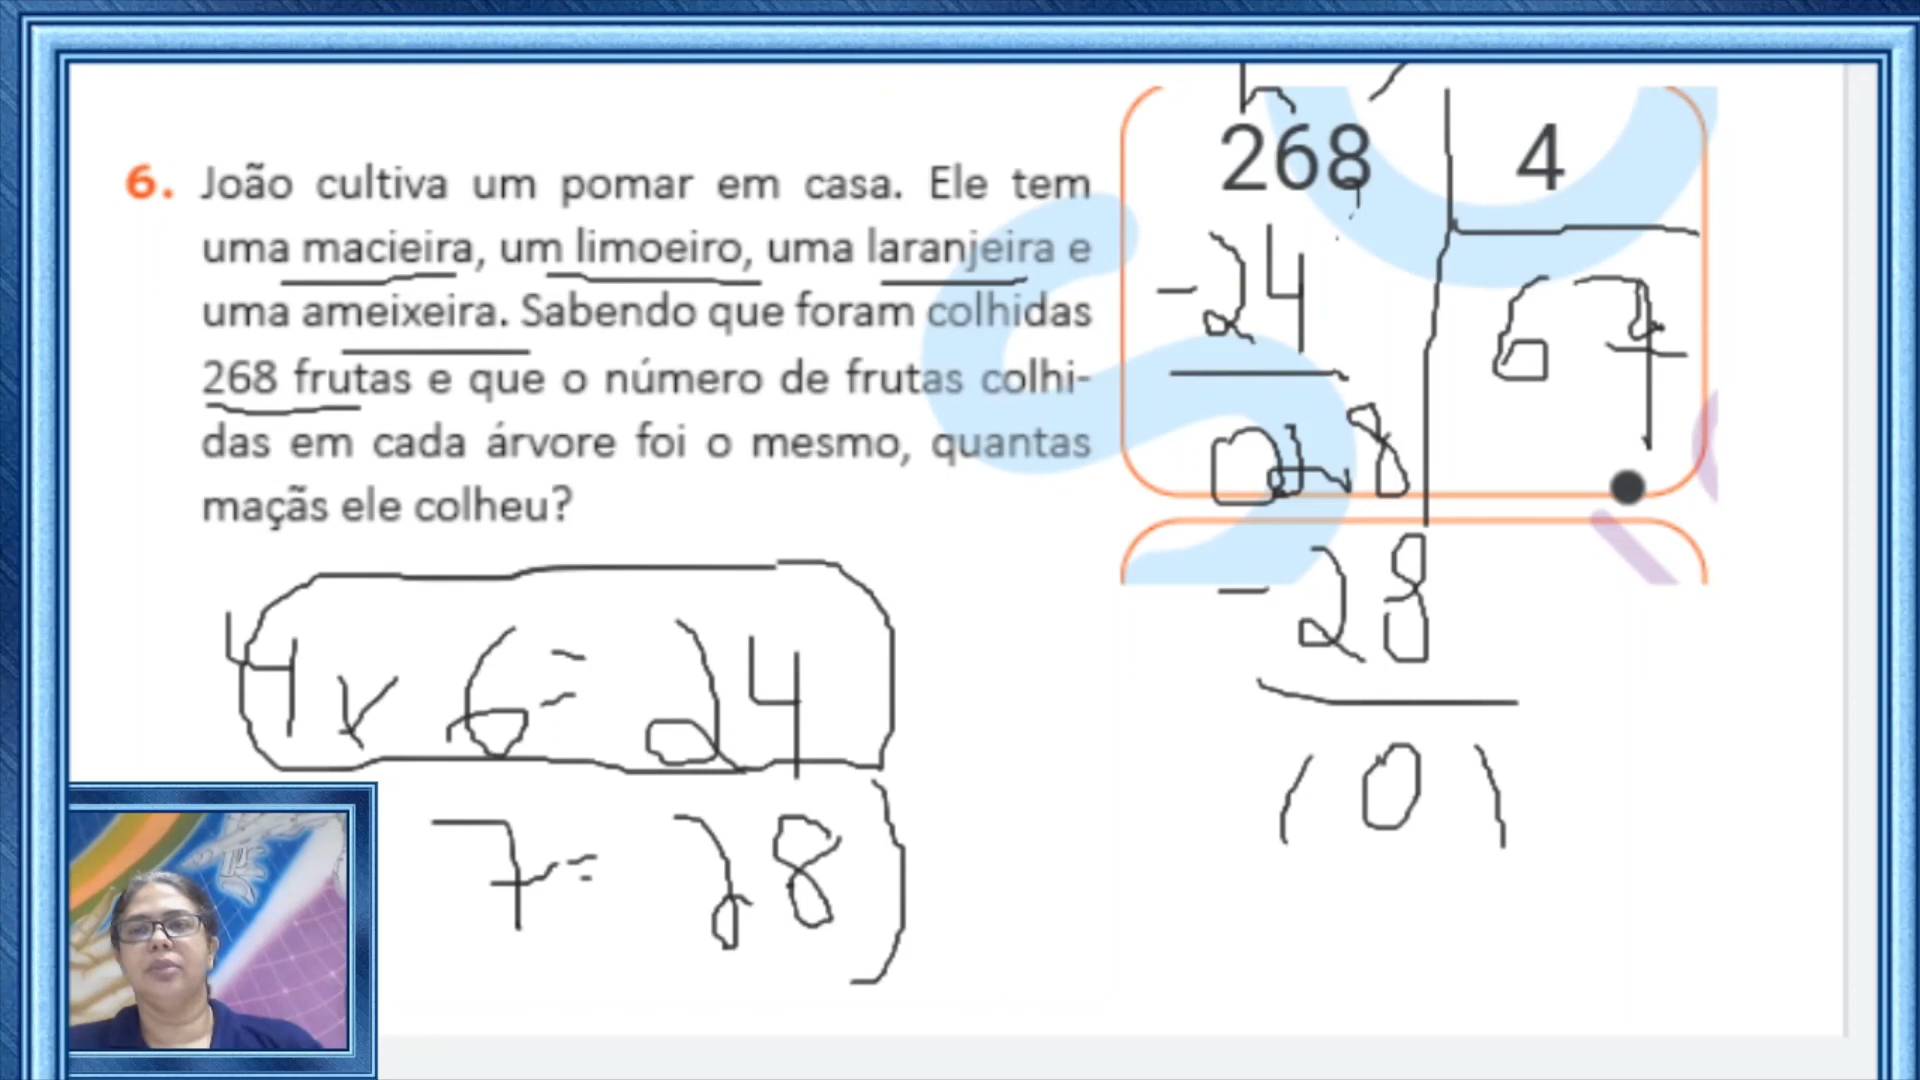 6. João cultiva um pomar em casa. Ele tem
uma macieira, um limoeiro, uma laranjeira e
uma ameixeira. Sabendo que foram colhidas
268 frutas e que o número de frutas colhi-
das em cada árvore foi o mesmo, quantas
maçãs ele colheu?
268 4
- 24 67
028
- 28
(0)
4 x 6 = 24
7 = 28